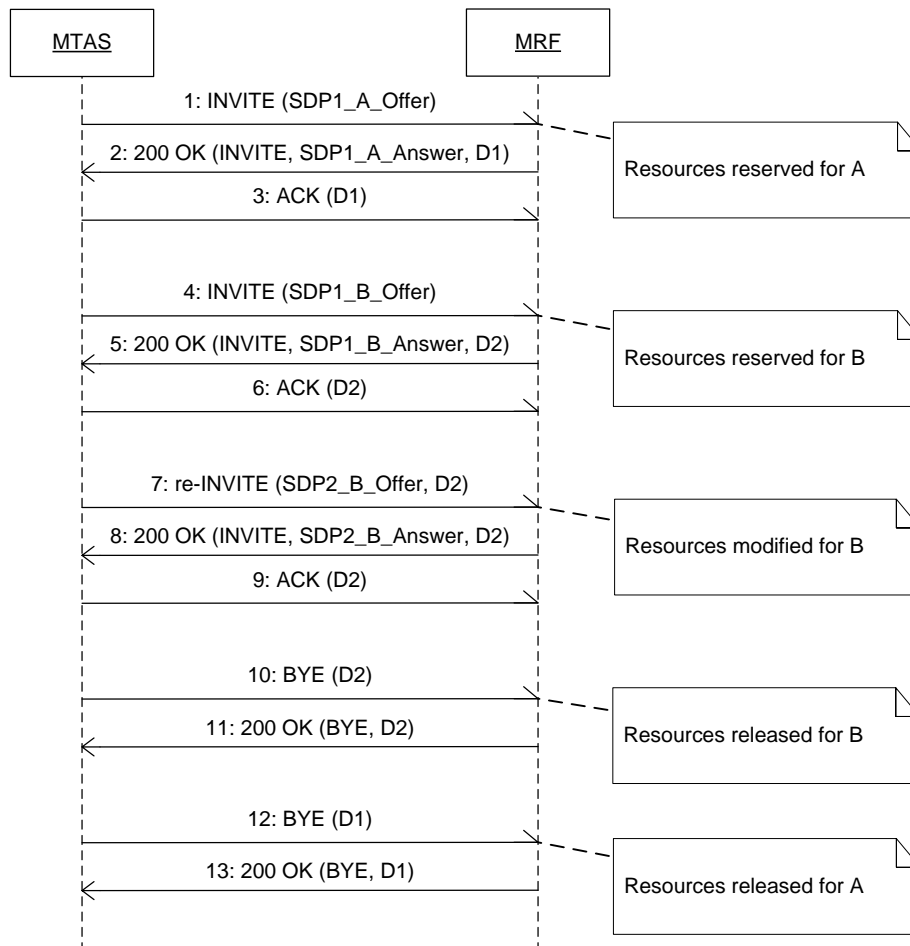 MTAS
MRF
1: INVITE (SDP1_A_Offer)
Resources reserved for A
2: 200 OK (INVITE, SDP1_A_Answer, D1)
3: ACK (D1)
4: INVITE (SDP1_B_Offer)
Resources reserved for B
5: 200 OK (INVITE, SDP1_B_Answer, D2)
6: ACK (D2)
7: re-INVITE (SDP2_B_Offer, D2)
Resources modified for B
8: 200 OK (INVITE, SDP2_B_Answer, D2)
9: ACK (D2)
10: BYE (D2)
Resources released for B
11: 200 OK (BYE, D2)
12: BYE (D1)
Resources released for A
13: 200 OK (BYE, D1)